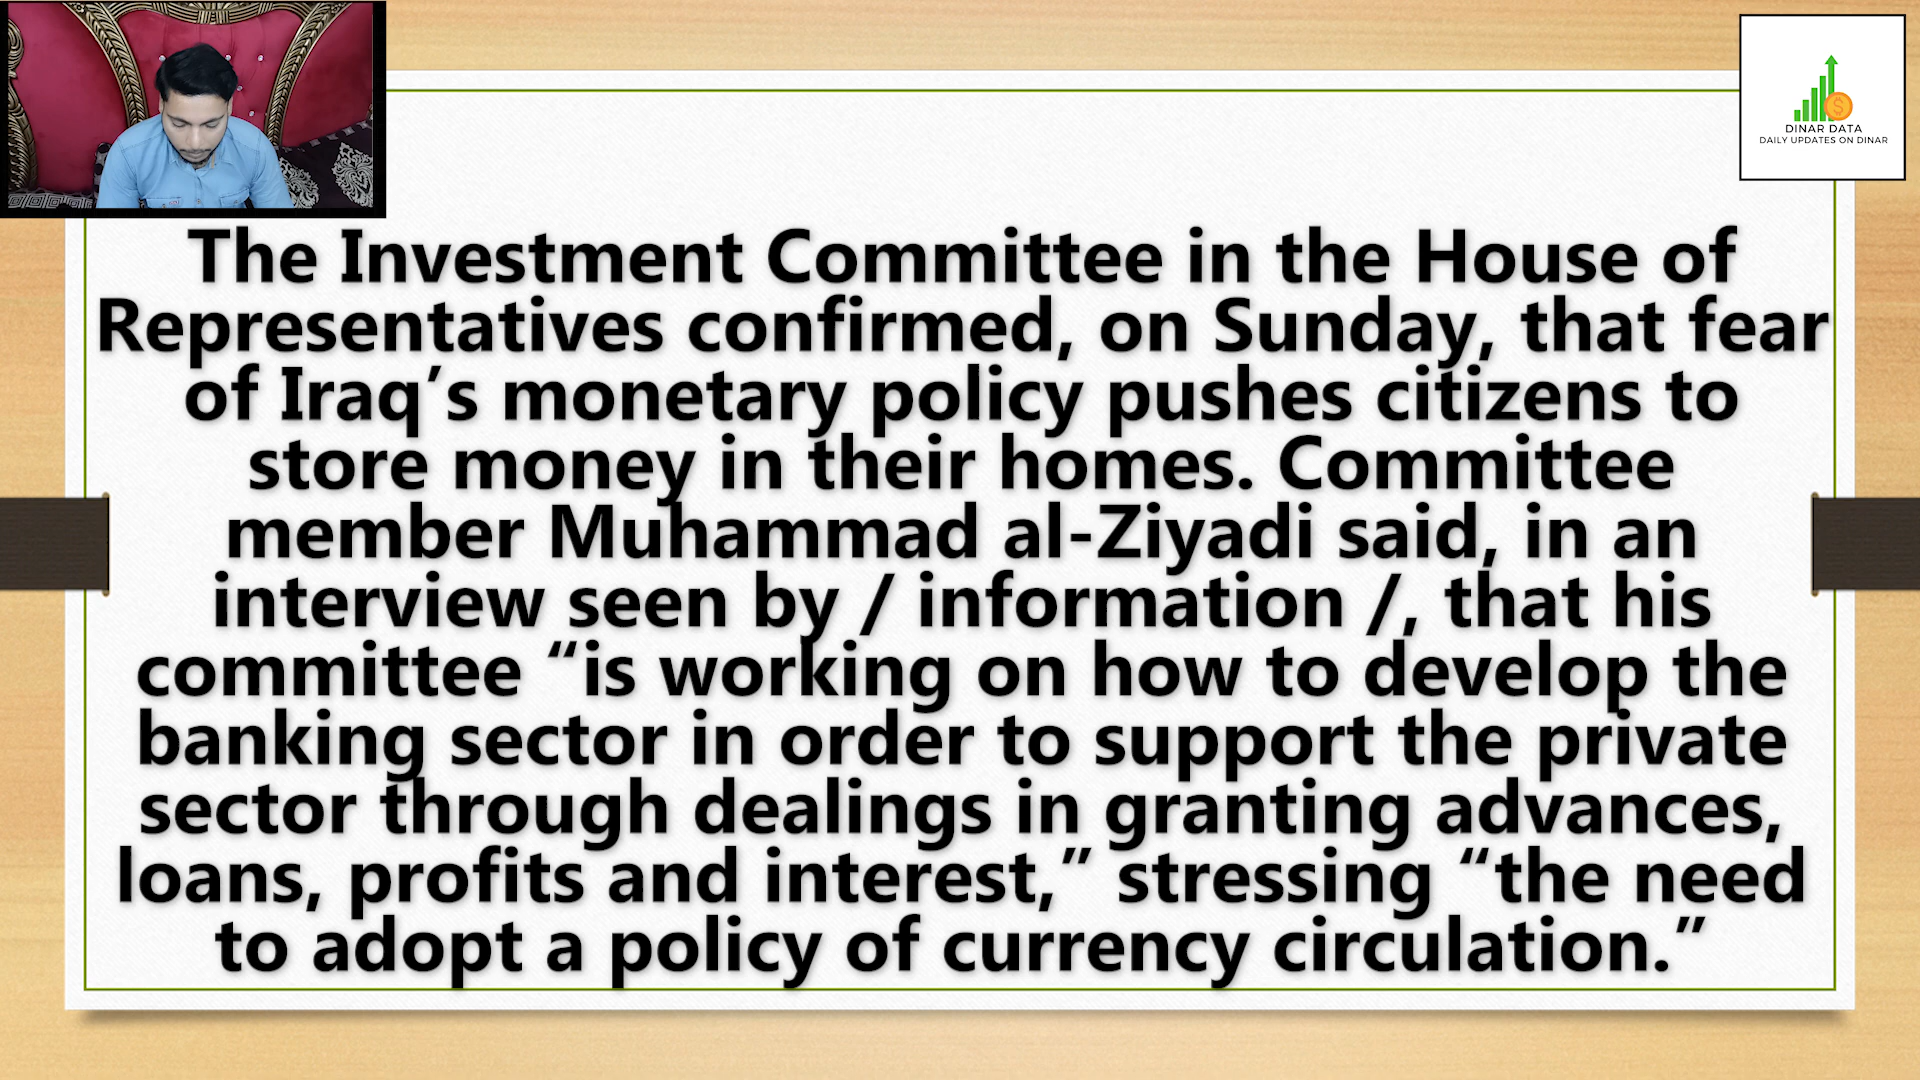 DINAR DATA
DAILY UPDATES ON DINAR
The Investment Committee in the House of
Representatives confirmed, on Sunday, that fear
of Iraq’s monetary policy pushes citizens to
store money in their homes. Committee
member Muhammad al-Ziyadi said, in an
interview seen by / information /, that his
committee “is working on how to develop the
banking sector in order to support the private
sector through dealings in granting advances,
loans, profits and interest,” stressing “the need
to adopt a policy of currency circulation.”